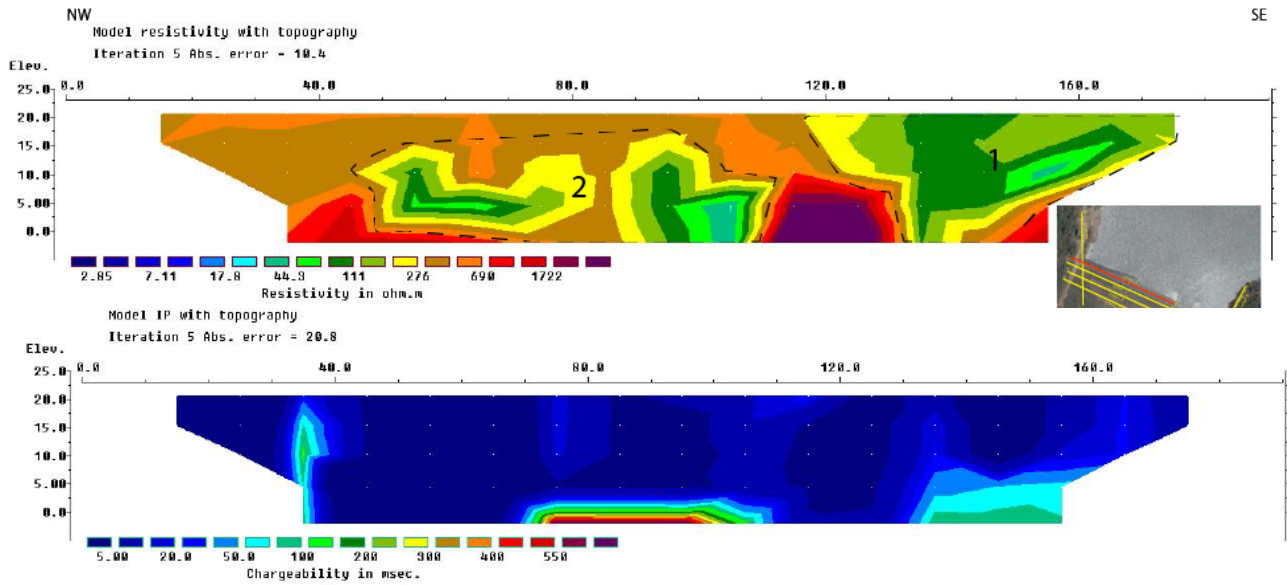 NW
SE
Model resistivity with topography
Iteration 5 Abs. error = 10.4
Elev.
0.0 40.0 80.0 120.0 160.0
25.0
20.0
15.0
10.0
5.00
0.0
1
2
2.85 7.11 17.8 44.3 111 276 690 1722
Resistivity in ohm.m
Model IP with topography
Iteration 5 Abs. error = 20.8
Elev.
0.0 40.0 80.0 120.0 160.0
25.0
20.0
15.0
10.0
5.00
0.0
5.00 20.0 50.0 100 200 300 400 550
Chargeability in msec.